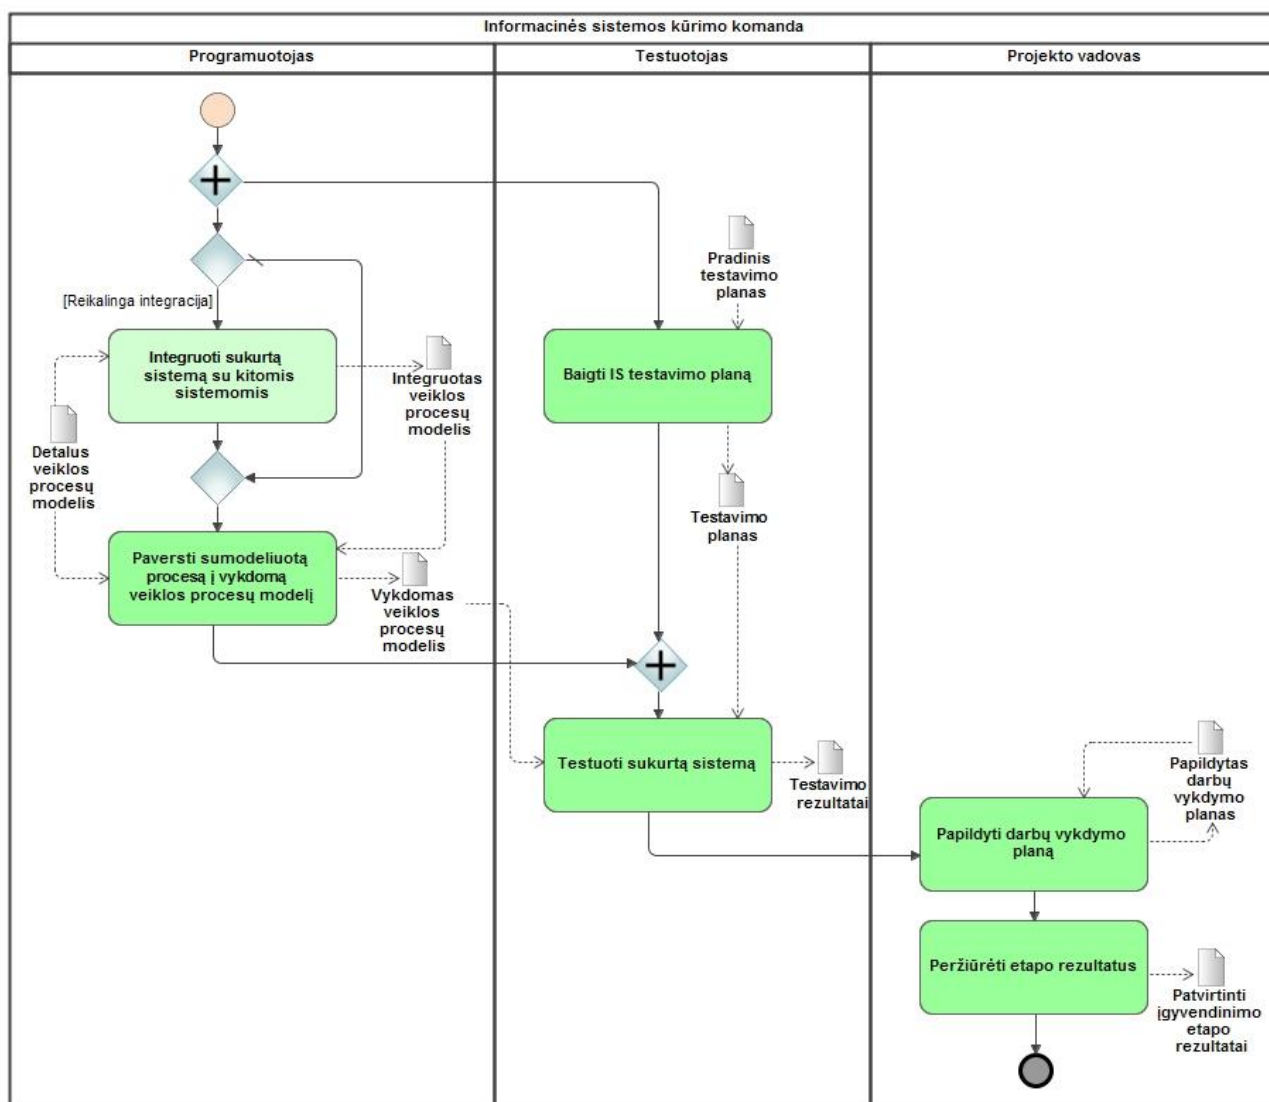 Informacinės sistemos kūrimo komanda
Programuotojas
Testuotojas
Projekto vadovas
Pradinis
testavimo
planas
[Reikalinga integracija]
Integruoti sukurtą
sistemą su kitomis
sistemomis
Integruotas
veiklos
procesų
modelis
Baigti IS testavimo planą
Detalus
veiklos
procesų
modelis
Testavimo
planas
Paversti sumodeliuotą
procesą į vykdomą
veiklos procesų modelį
Vykdomas
veiklos
procesų
modelis
Testuoti sukurtą sistemą
Testavimo
rezultatai
Papildytas
darbų
vykdymo
planas
Papildyti darbų vykdymo
planą
Peržiūrėti etapo rezultatus
Patvirtinti
įgyvendinimo
etapo
rezultatai